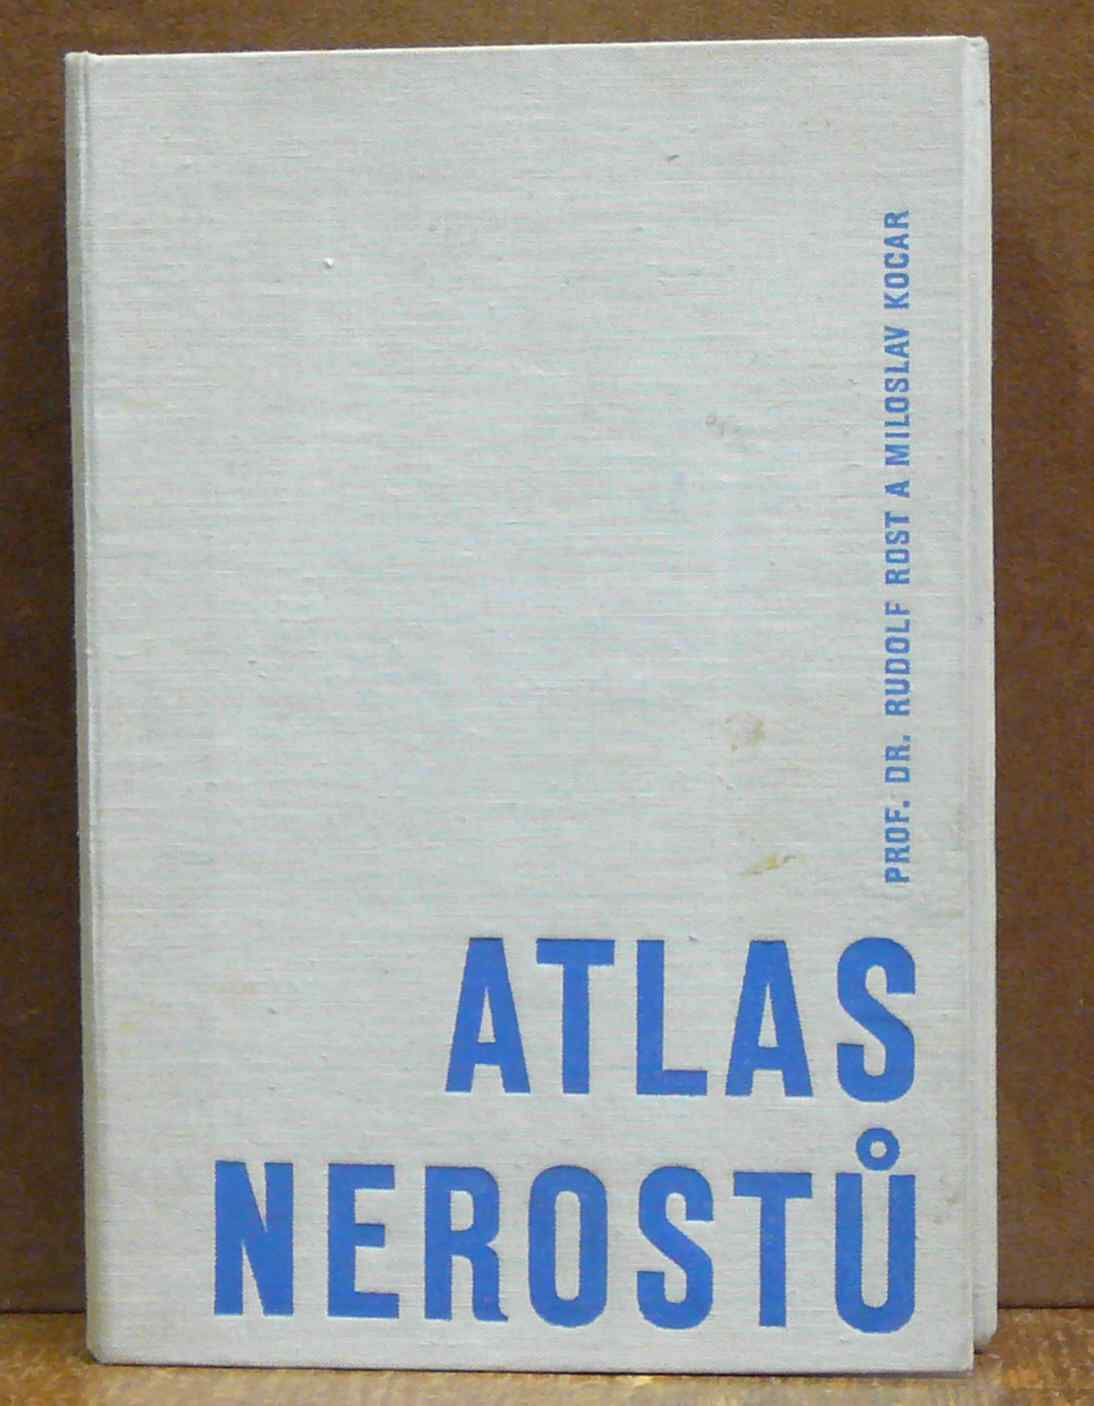 PROF. DR. RUDOLF ROST A MILOSLAV KOCAR
ATLAS
NEROSTŮ